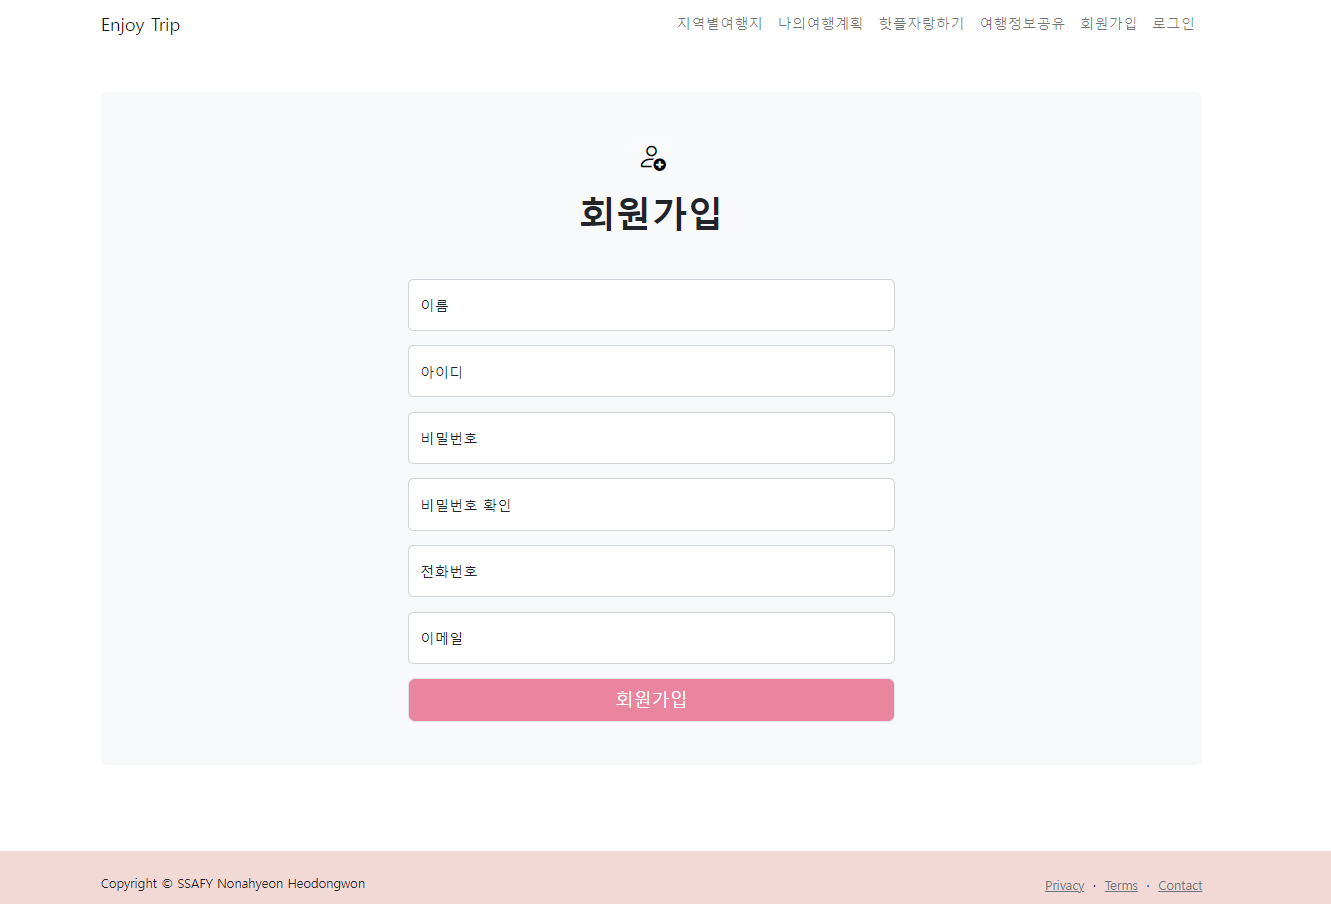 Enjoy Trip 지역별여행지 나의여행계획 핫플자랑하기 여행정보공유 회원가입 로그인
회원가입
이름
아이디
비밀번호
비밀번호 확인
전화번호
이메일
회원가입
Copyright © SSAFY Nonahyeon Heodongwon Privacy · Terms · Contact